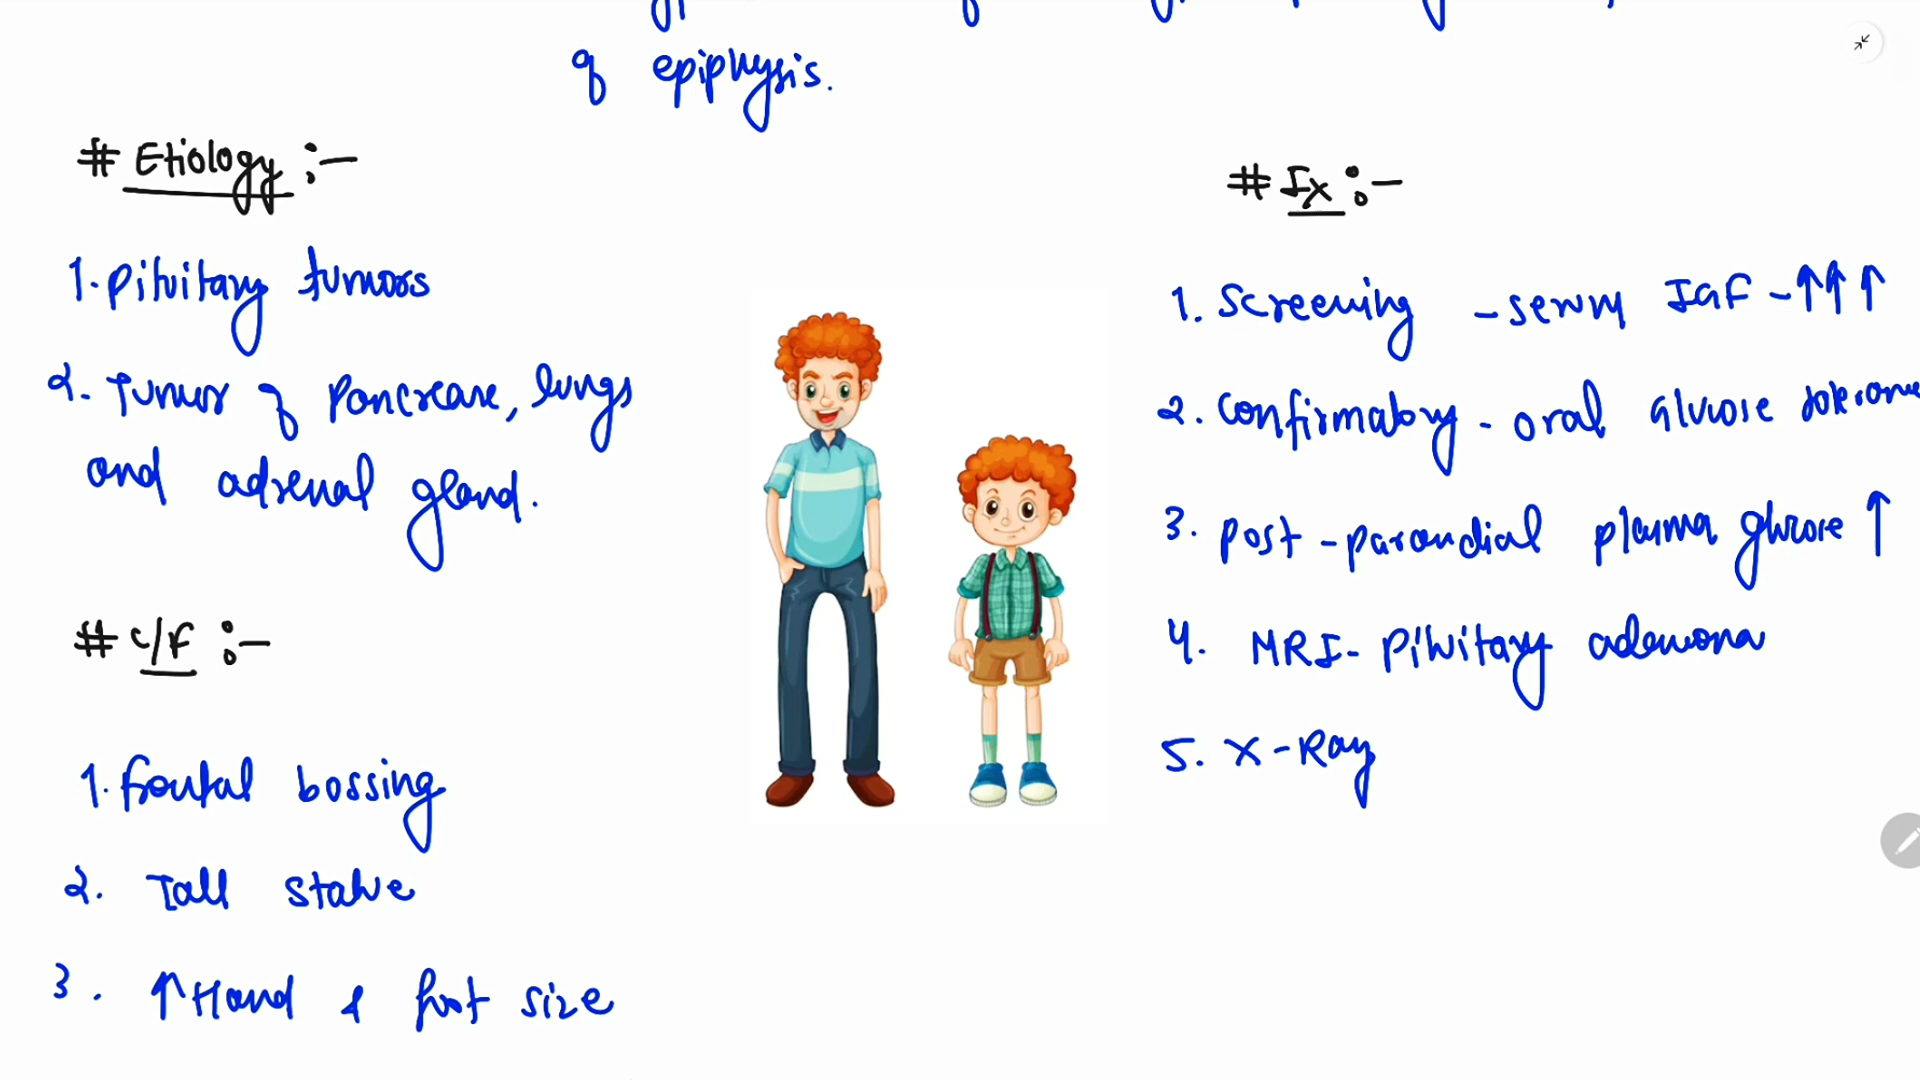 of epiphysis.
# Etiology :-
1. Pituitary tumors
2. Tumor of Pancrease, lungs
and adrenal gland.
# C/F :-
1. frontal bossing
2. Tall stature
3. ↑ Hand & foot size
# Ix :-
1. Screening - serum IGF - ↑↑↑
2. Confirmatory - oral glucose
3. Post - parandial plasma glucose ↑
4. MRI - Pituitary adenoma
5. X-Ray